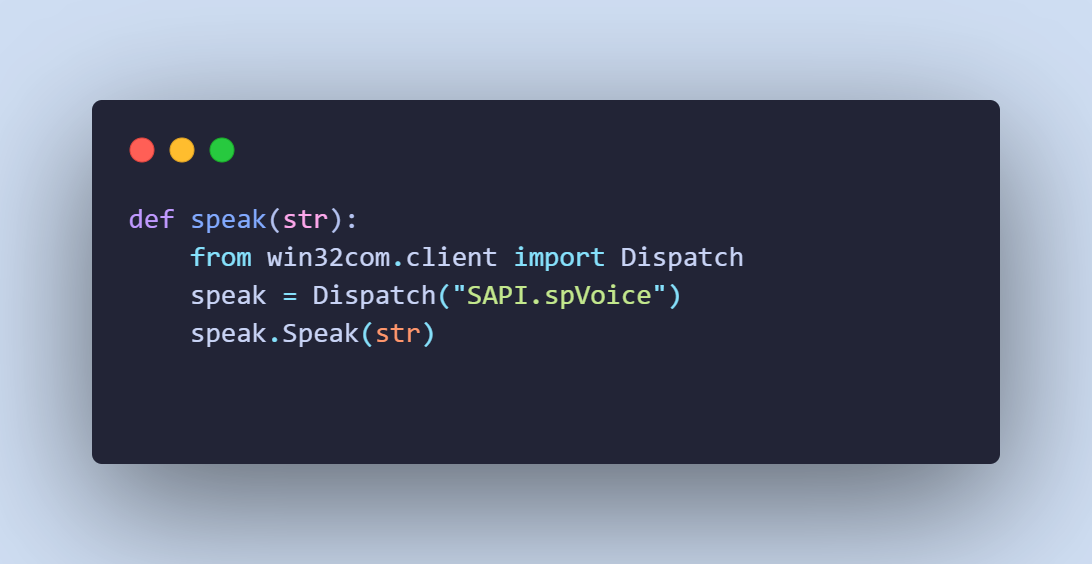 def speak(str):
    from win32com.client import Dispatch
    speak = Dispatch("SAPI.spVoice")
    speak.Speak(str)